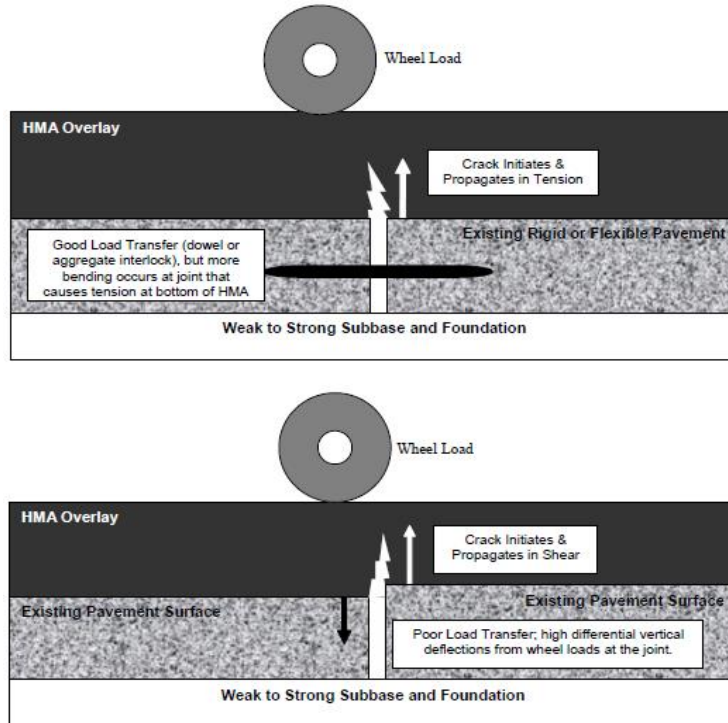 Wheel Load
HMA Overlay
Crack Initiates &
Propagates in Tension
Existing Rigid or Flexible Pavement
Good Load Transfer (dowel or
aggregate interlock), but more
bending occurs at joint that
causes tension at bottom of HMA
Weak to Strong Subbase and Foundation
Wheel Load
HMA Overlay
Crack Initiates &
Propagates in Shear
Existing Pavement Surface
Existing Pavement Surface
Poor Load Transfer; high differential vertical
deflections from wheel loads at the joint.
Weak to Strong Subbase and Foundation